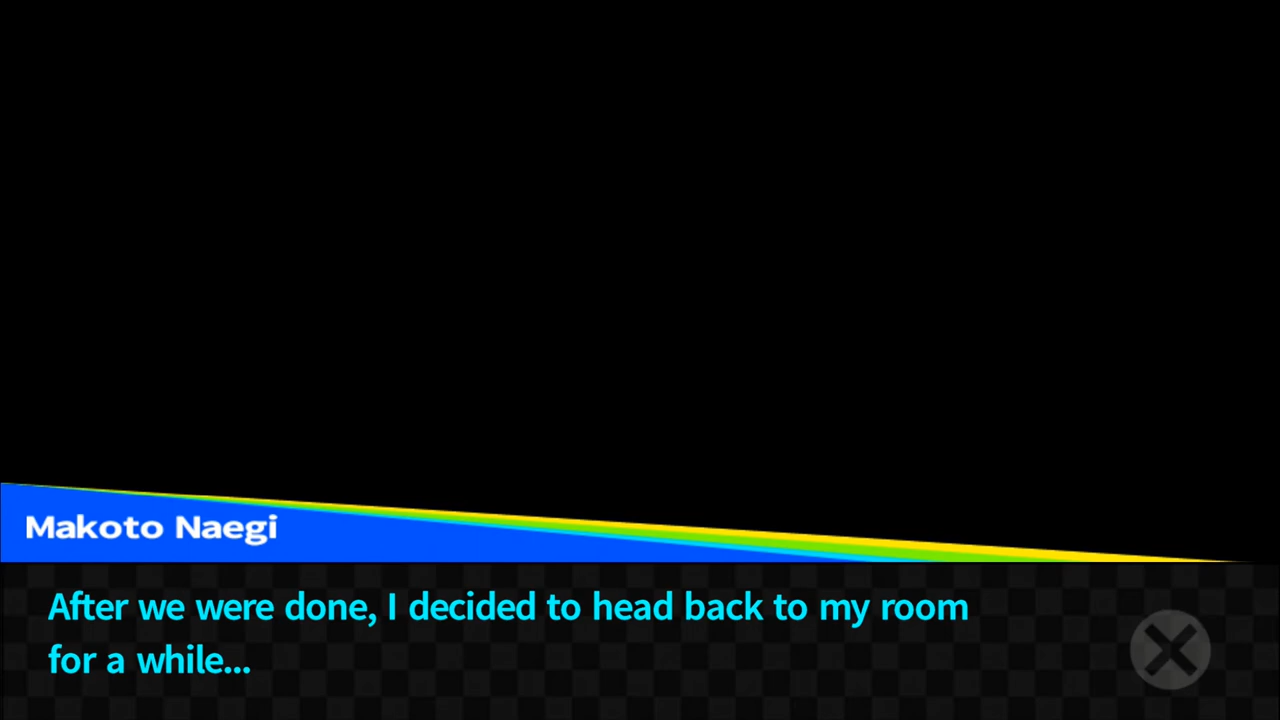 Makoto Naegi
After we were done, I decided to head back to my room
for a while...